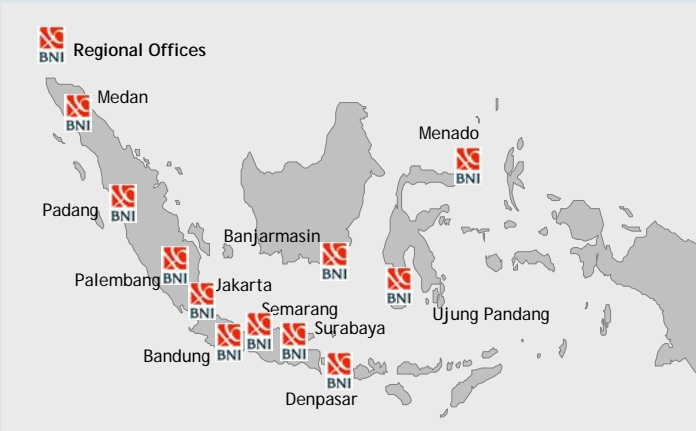 BNI
Regional Offices
BNI
Medan
Menado
BNI
Padang
BNI
Banjarmasin
BNI
Palembang
BNI
BNI
Ujung Pandang
Jakarta
BNI
Semarang
BNI
Surabaya
BNI
Bandung
BNI
Denpasar
BNI